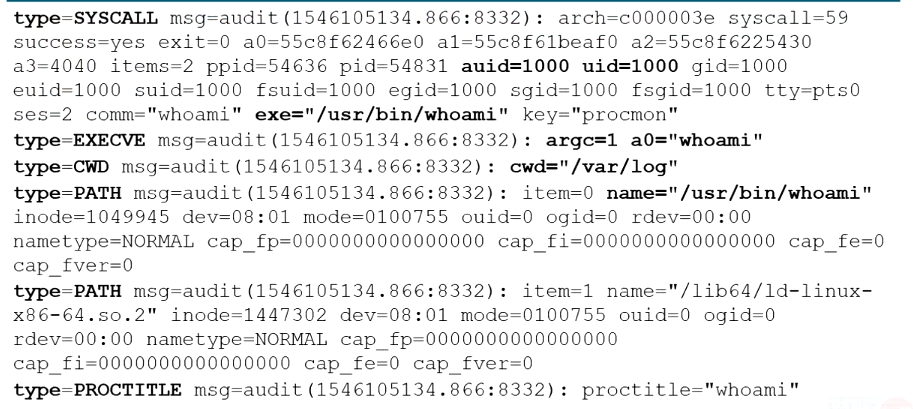 type=SYSCALL msg=audit(1546105134.866:8332): arch=c000003e syscall=59
success=yes exit=0 a0=55c8f62466e0 a1=55c8f61beaf0 a2=55c8f6225430
a3=4040 items=2 ppid=54636 pid=54831 auid=1000 uid=1000 gid=1000
euid=1000 suid=1000 fsuid=1000 egid=1000 sgid=1000 fsgid=1000 tty=pts0
ses=2 comm="whoami" exe="/usr/bin/whoami" key="procmon"
type=EXECVE msg=audit(1546105134.866:8332): argc=1 a0="whoami"
type=CWD msg=audit(1546105134.866:8332): cwd="/var/log"
type=PATH msg=audit(1546105134.866:8332): item=0 name="/usr/bin/whoami"
inode=1049945 dev=08:01 mode=0100755 ouid=0 ogid=0 rdev=00:00
nametype=NORMAL cap_fp=0000000000000000 cap_fi=0000000000000000 cap_fe=0
cap_fver=0
type=PATH msg=audit(1546105134.866:8332): item=1 name="/lib64/ld-linux-
x86-64.so.2" inode=1447302 dev=08:01 mode=0100755 ouid=0 ogid=0
rdev=00:00 nametype=NORMAL cap_fp=0000000000000000
cap_fi=0000000000000000 cap_fe=0 cap_fver=0
type=PROCTITLE msg=audit(1546105134.866:8332): proctitle="whoami"